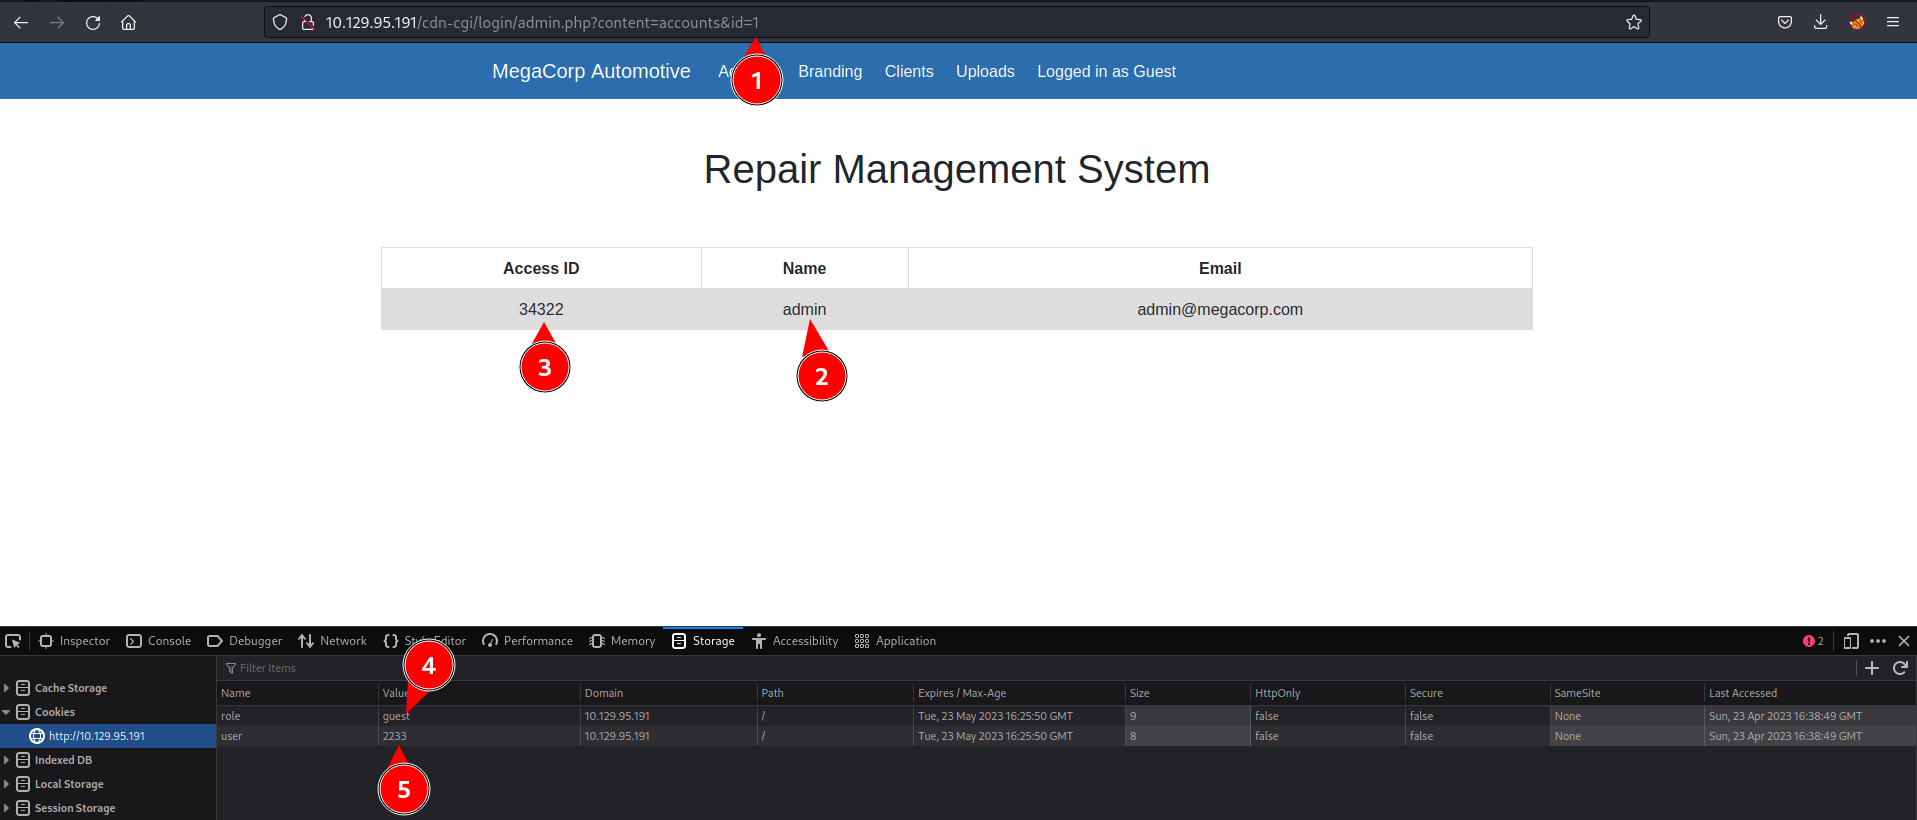 10.129.95.191/cdn-cgi/login/admin.php?content=accounts&id=1
MegaCorp Automotive Branding Clients Uploads Logged in as Guest
1
Repair Management System
Access ID Name Email
34322 admin admin@megacorp.com
3 2
Inspector Console Debugger Network Style Editor Performance Memory Storage Accessibility Application 2
4
Filter Items
Cache Storage
Cookies
http://10.129.95.191
Indexed DB
Local Storage
Session Storage
Name Value Domain Path Expires / Max-Age Size HttpOnly Secure SameSite Last Accessed
role guest 10.129.95.191 / Tue, 23 May 2023 16:25:50 GMT 9 false false None Sun, 23 Apr 2023 16:38:49 GMT
user 2233 10.129.95.191 / Tue, 23 May 2023 16:25:50 GMT 8 false false None Sun, 23 Apr 2023 16:38:49 GMT
5